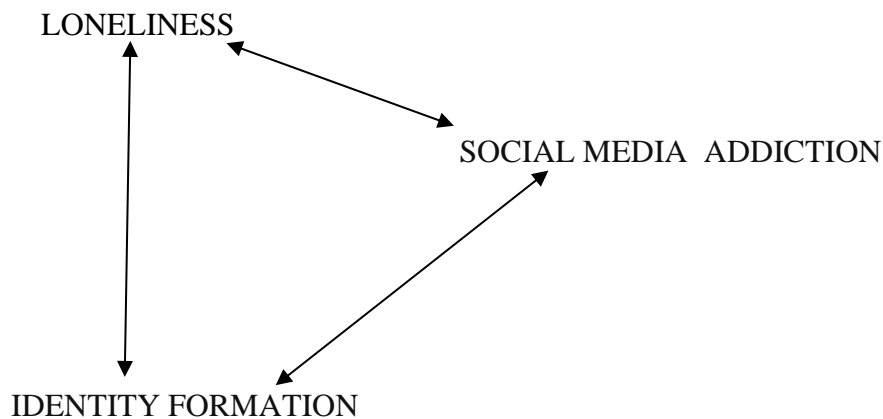 LONELINESS
SOCIAL MEDIA  ADDICTION
IDENTITY FORMATION